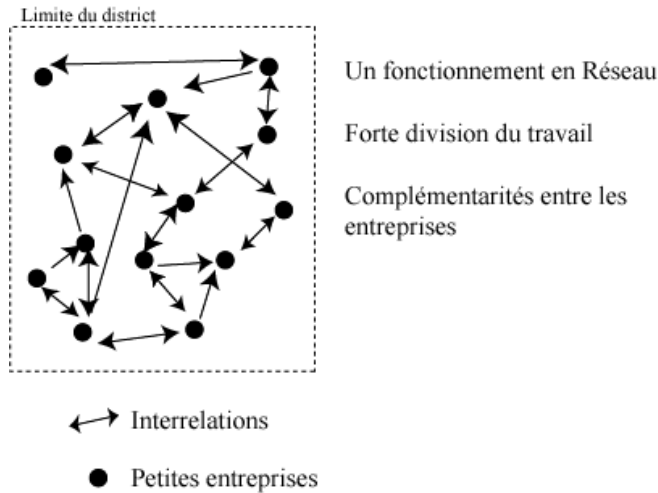 Limite du district
Un fonctionnement en Réseau
Forte division du travail
Complémentarités entre les
entreprises
Interrelations
Petites entreprises